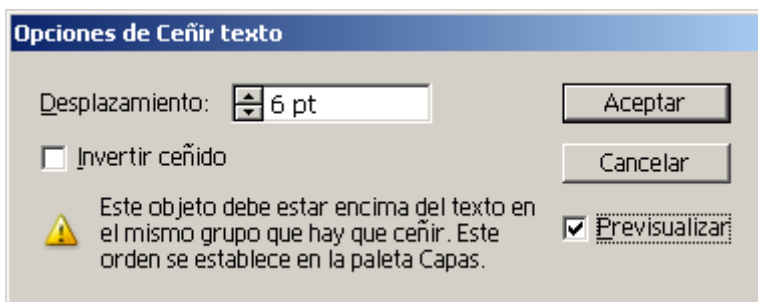 Opciones de Ceñir texto
Desplazamiento: 6 pt
Aceptar
Invertir ceñido
Cancelar
Este objeto debe estar encima del texto en
el mismo grupo que hay que ceñir. Este
orden se establece en la paleta Capas.
Previsualizar